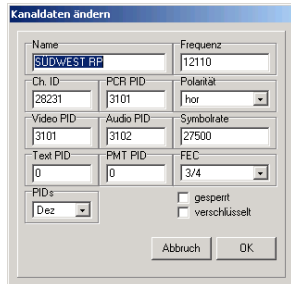 Kanaldaten ändern
Name Frequenz
SÜDWEST RP 12110
Ch. ID PCR PID Polarität
28231 3101 hor
Video PID Audio PID Symbolrate
3101 3102 27500
Text PID PMT PID FEC
0 0 3/4
PIDs
Dez
gesperrt
verschlüsselt
Abbruch OK